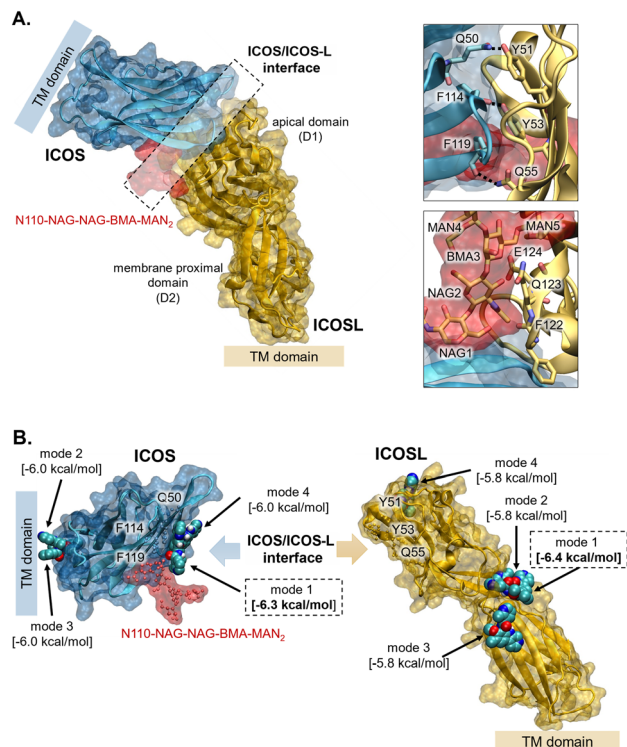 A.
TM domain
ICOS
ICOS/ICOS-L
interface
apical domain
(D1)
N110-NAG-NAG-BMA-MAN2
membrane proximal
domain
(D2)
ICOSL
TM domain
Q50
Y51
F114
Y53
F119
Q55
MAN4
MAN5
BMA3
E124
NAG2
Q123
F122
NAG1
B.
mode 2
[-6.0 kcal/mol]
ICOS
TM domain
Q50
F114
F119
mode 4
[-6.0 kcal/mol]
ICOS/ICOS-L
interface
mode 1
[-6.3 kcal/mol]
mode 3
[-6.0 kcal/mol]
N110-NAG-NAG-BMA-MAN2
ICOSL
mode 4
[-5.8 kcal/mol]
Y51
Y53
Q55
mode 2
[-5.8 kcal/mol]
mode 1
[-6.4 kcal/mol]
mode 3
[-5.8 kcal/mol]
TM domain